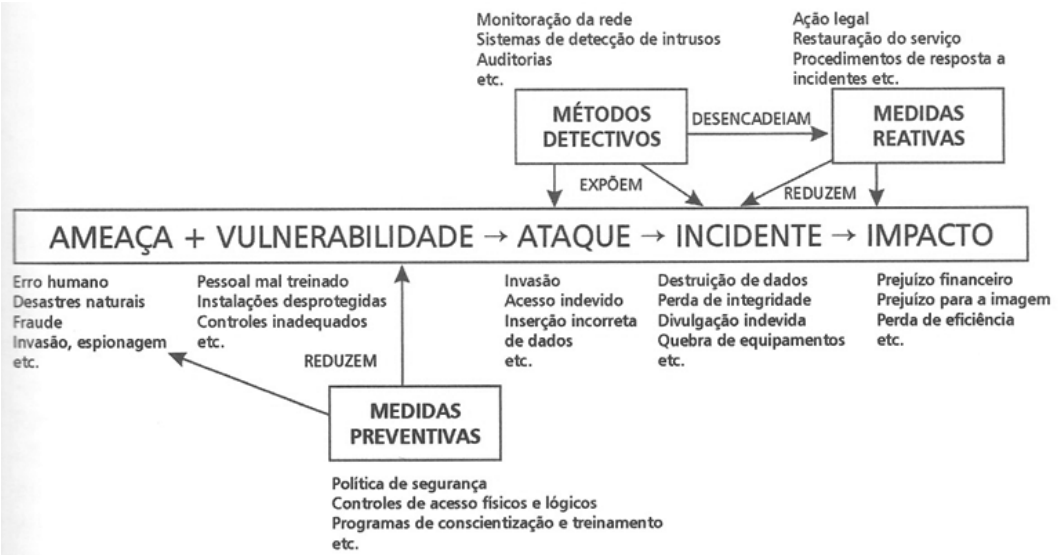 Monitoração da rede
Sistemas de detecção de intrusos
Auditorias
etc.
Ação legal
Restauração do serviço
Procedimentos de resposta a
incidentes etc.
MÉTODOS
DETECTIVOS
DESENCADEIAM
MEDIDAS
REATIVAS
EXPÕEM
REDUZEM
AMEAÇA + VULNERABILIDADE → ATAQUE → INCIDENTE → IMPACTO
Erro humano
Desastres naturais
Fraude
Invasão, espionagem
etc.
Pessoal mal treinado
Instalações desprotegidas
Controles inadequados
etc.
Invasão
Acesso indevido
Inserção incorreta
de dados
etc.
Destruição de dados
Perda de integridade
Divulgação indevida
Quebra de equipamentos
etc.
Prejuízo financeiro
Prejuízo para a imagem
Perda de eficiência
etc.
REDUZEM
MEDIDAS
PREVENTIVAS
Política de segurança
Controles de acesso físicos e lógicos
Programas de conscientização e treinamento
etc.